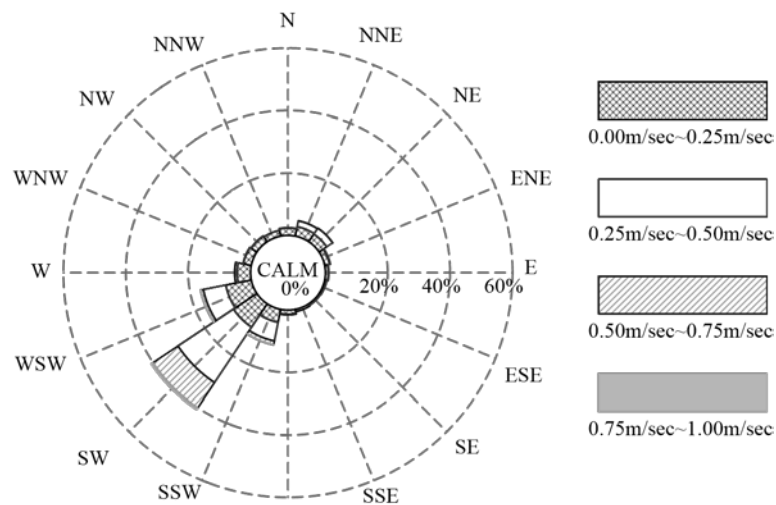 N
NNW
NNE
NW
NE
WNW
ENE
W
CALM
0%
20%
40%
60%
E
WSW
ESE
SW
SE
SSW
SSE
0.00m/sec~0.25m/sec
0.25m/sec~0.50m/sec
0.50m/sec~0.75m/sec
0.75m/sec~1.00m/sec